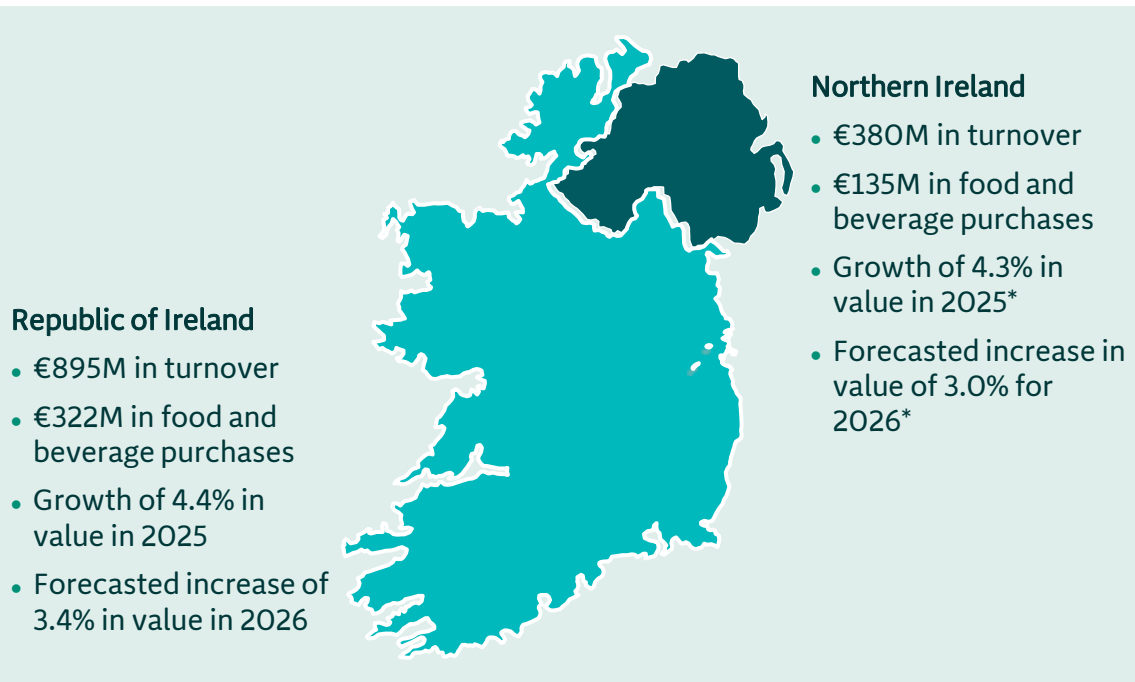 Republic of Ireland
• €895M in turnover
• €322M in food and
beverage purchases
• Growth of 4.4% in
value in 2025
• Forecasted increase of
3.4% in value in 2026
Northern Ireland
• €380M in turnover
• €135M in food and
beverage purchases
• Growth of 4.3% in
value in 2025*
• Forecasted increase in
value of 3.0% for
2026*